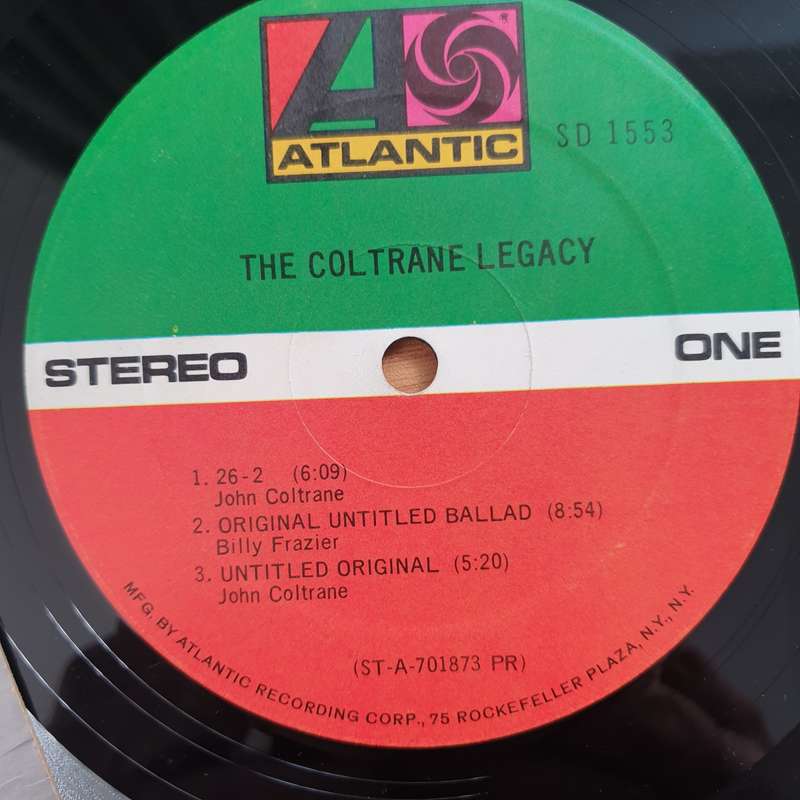 ATLANTIC
®
SD 1553
THE COLTRANE LEGACY
STEREO
ONE
1. 26-2 (6:09)
John Coltrane
2. ORIGINAL UNTITLED BALLAD (8:54)
Billy Frazier
3. UNTITLED ORIGINAL (5:20)
John Coltrane
(ST-A-701873 PR)
MFG. BY ATLANTIC RECORDING CORP., 75 ROCKEFELLER PLAZA, N.Y., N.Y.